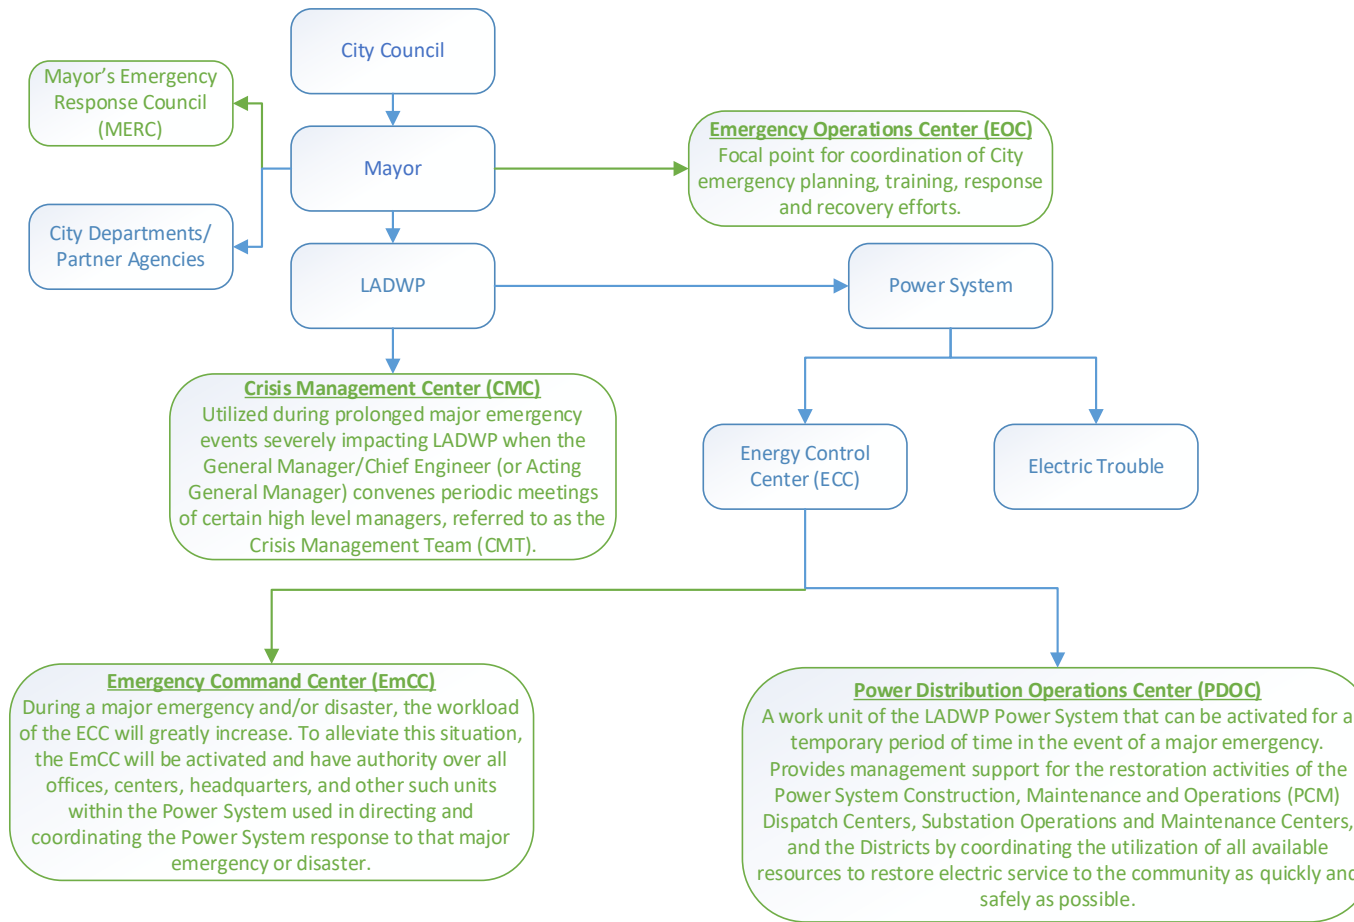 City Council
Mayor's Emergency
Response Council
(MERC)
Mayor
Emergency Operations Center (EOC)
Focal point for coordination of City
emergency planning, training, response
and recovery efforts.
City Departments/
Partner Agencies
LADWP
Power System
Crisis Management Center (CMC)
Utilized during prolonged major emergency
events severely impacting LADWP when the
General Manager/Chief Engineer (or Acting
General Manager) convenes periodic meetings
of certain high level managers, referred to as the
Crisis Management Team (CMT).
Energy Control
Center (ECC)
Electric Trouble
Emergency Command Center (EmCC)
During a major emergency and/or disaster, the workload
of the ECC will greatly increase. To alleviate this situation,
the EmCC will be activated and have authority over all
offices, centers, headquarters, and other such units
within the Power System used in directing and
coordinating the Power System response to that major
emergency or disaster.
Power Distribution Operations Center (PDOC)
A work unit of the LADWP Power System that can be activated for a
temporary period of time in the event of a major emergency.
Provides management support for the restoration activities of the
Power System Construction, Maintenance and Operations (PCM)
Dispatch Centers, Substation Operations and Maintenance Centers,
and the Districts by coordinating the utilization of all available
resources to restore electric service to the community as quickly and
safely as possible.